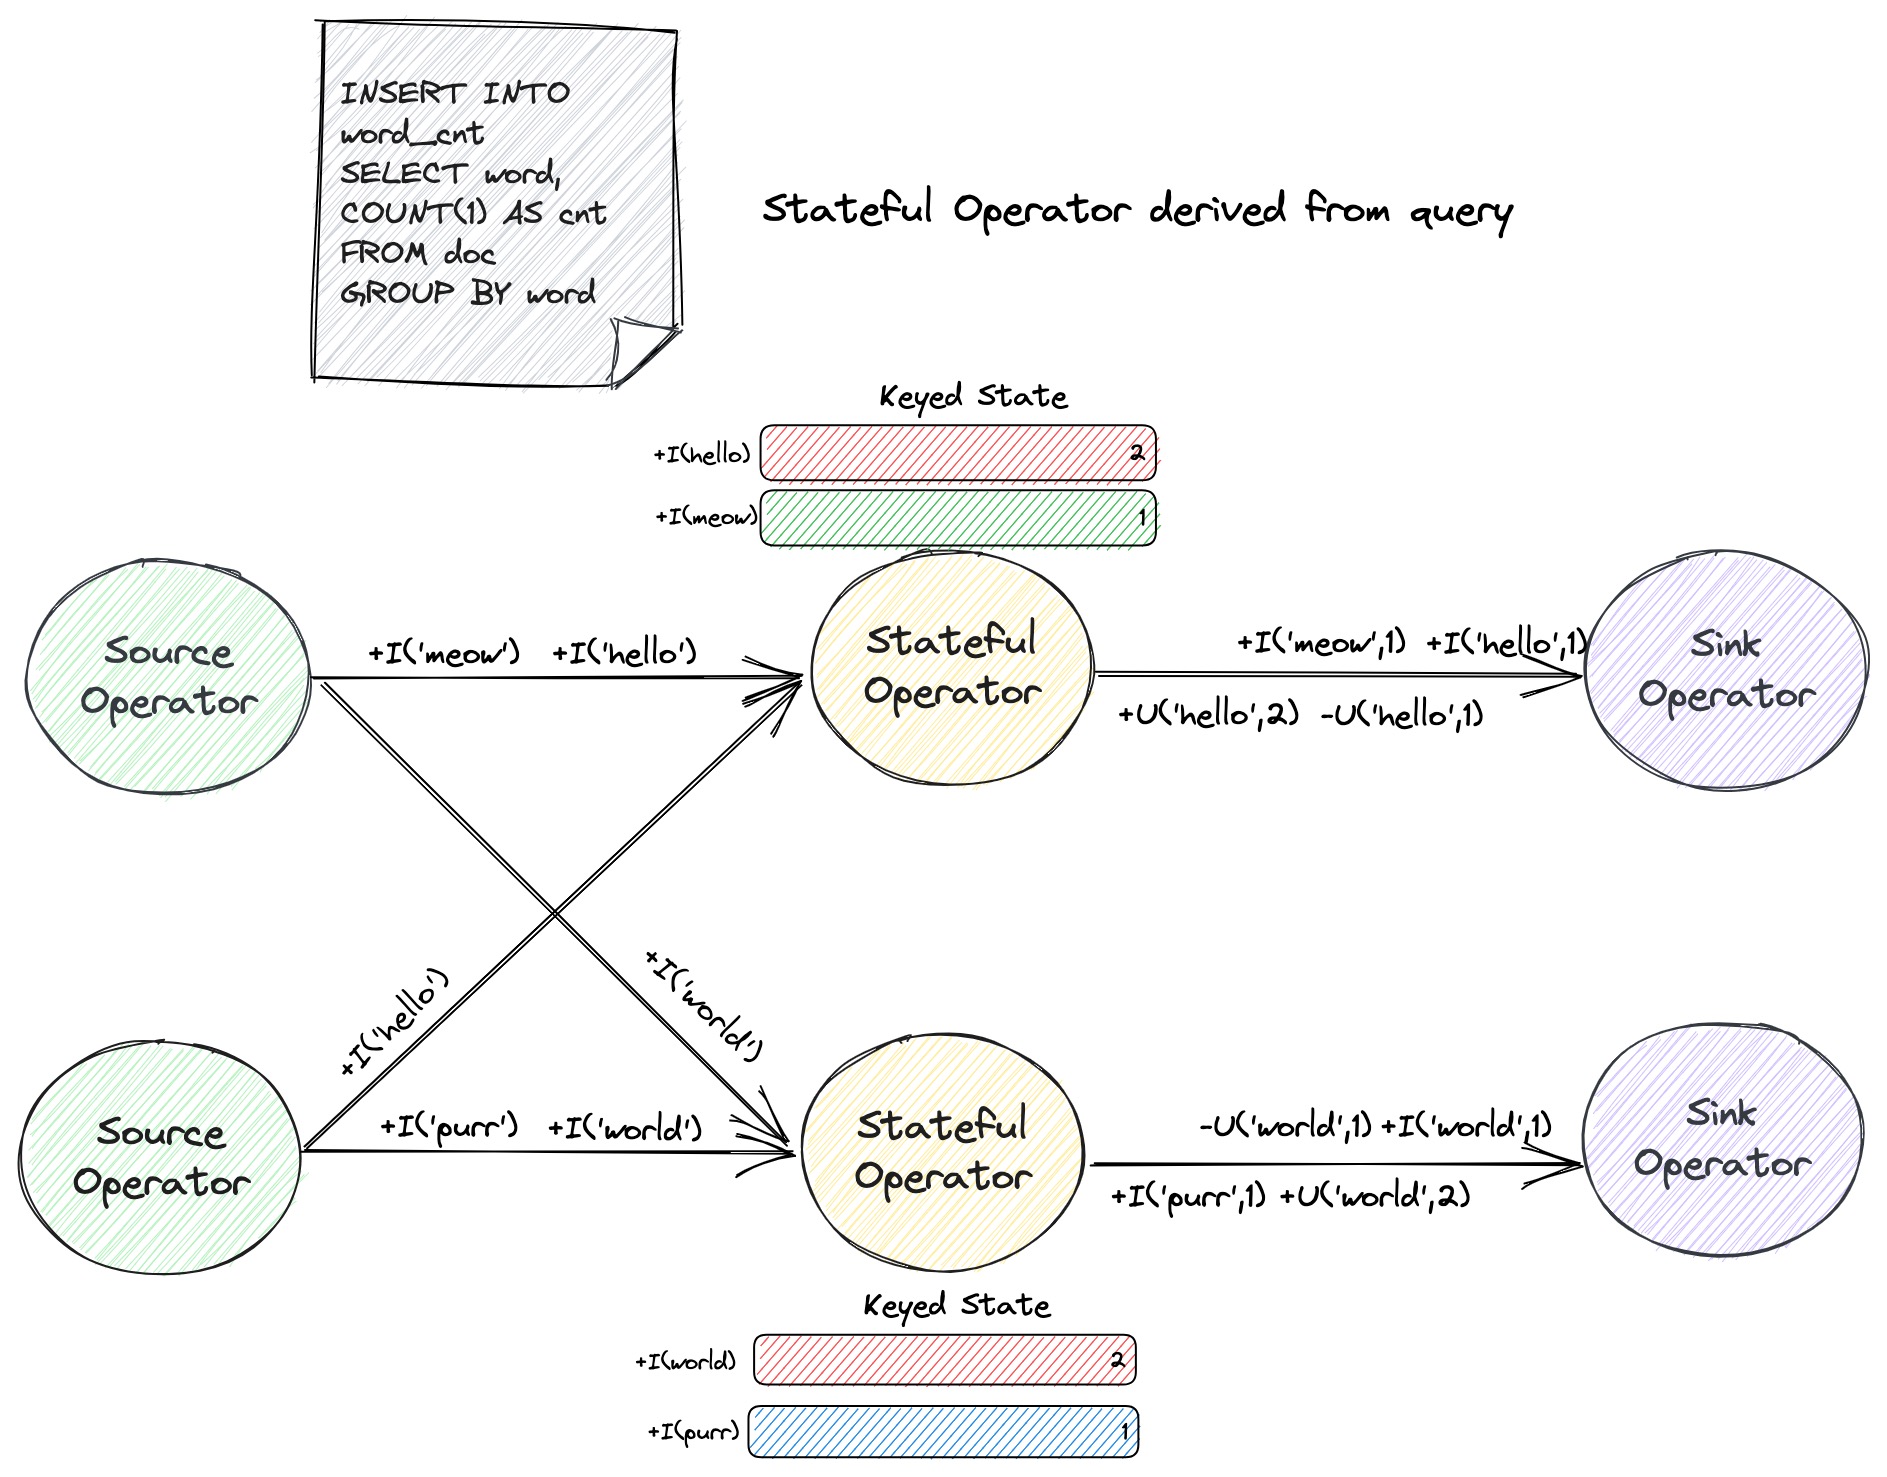 INSERT INTO
word_cnt
SELECT word,
COUNT(1) AS cnt
FROM doc
GROUP BY word
Stateful Operator derived from query
Keyed State
+I(hello) 2
+I(meow) 1
Source
Operator
+I('meow') +I('hello')
Stateful
Operator
+I('meow',1) +I('hello',1)
+U('hello',2) -U('hello',1)
Sink
Operator
+I('hello')
+I('world')
Source
Operator
+I('purr') +I('world')
Stateful
Operator
-U('world',1) +I('world',1)
+I('purr',1) +U('world',2)
Sink
Operator
Keyed State
+I(world) 2
+I(purr) 1